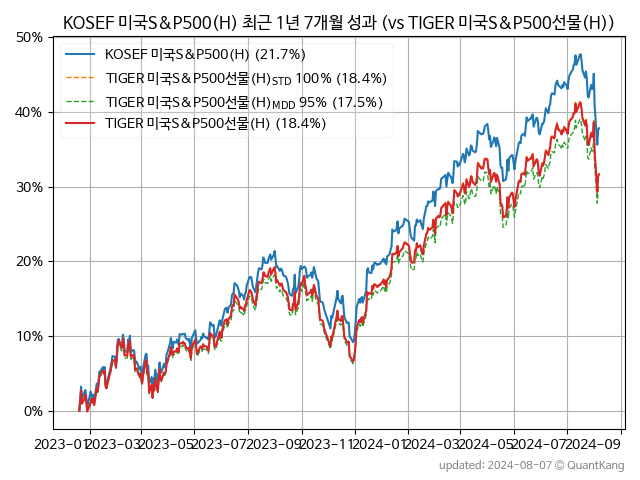 KOSEF 미국S&P500(H) 최근 1년 7개월 성과 (vs TIGER 미국S&P500선물(H))
50%
40%
30%
20%
10%
0%
KOSEF 미국S&P500(H) (21.7%)
TIGER 미국S&P500선물(H)STD 100% (18.4%)
TIGER 미국S&P500선물(H)MDD 95% (17.5%)
TIGER 미국S&P500선물(H) (18.4%)
2023-01 2023-03 2023-05 2023-07 2023-09 2023-11 2024-01 2024-03 2024-05 2024-07 2024-09
updated: 2024-08-07 © QuantKang